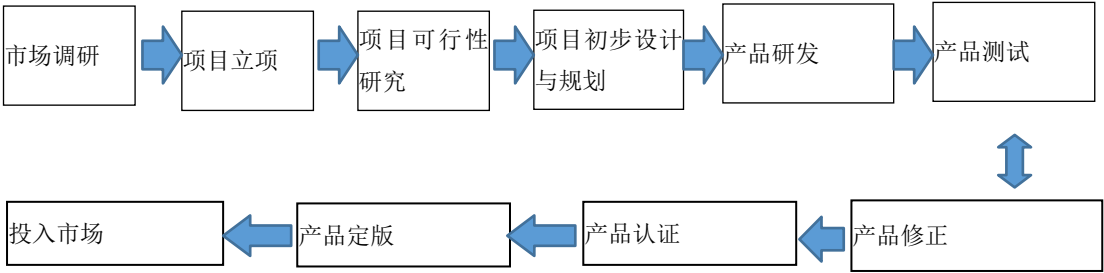 市场调研
项目立项
项目可行性
研究
项目初步设计
与规划
产品研发
产品测试
投入市场
产品定版
产品认证
产品修正